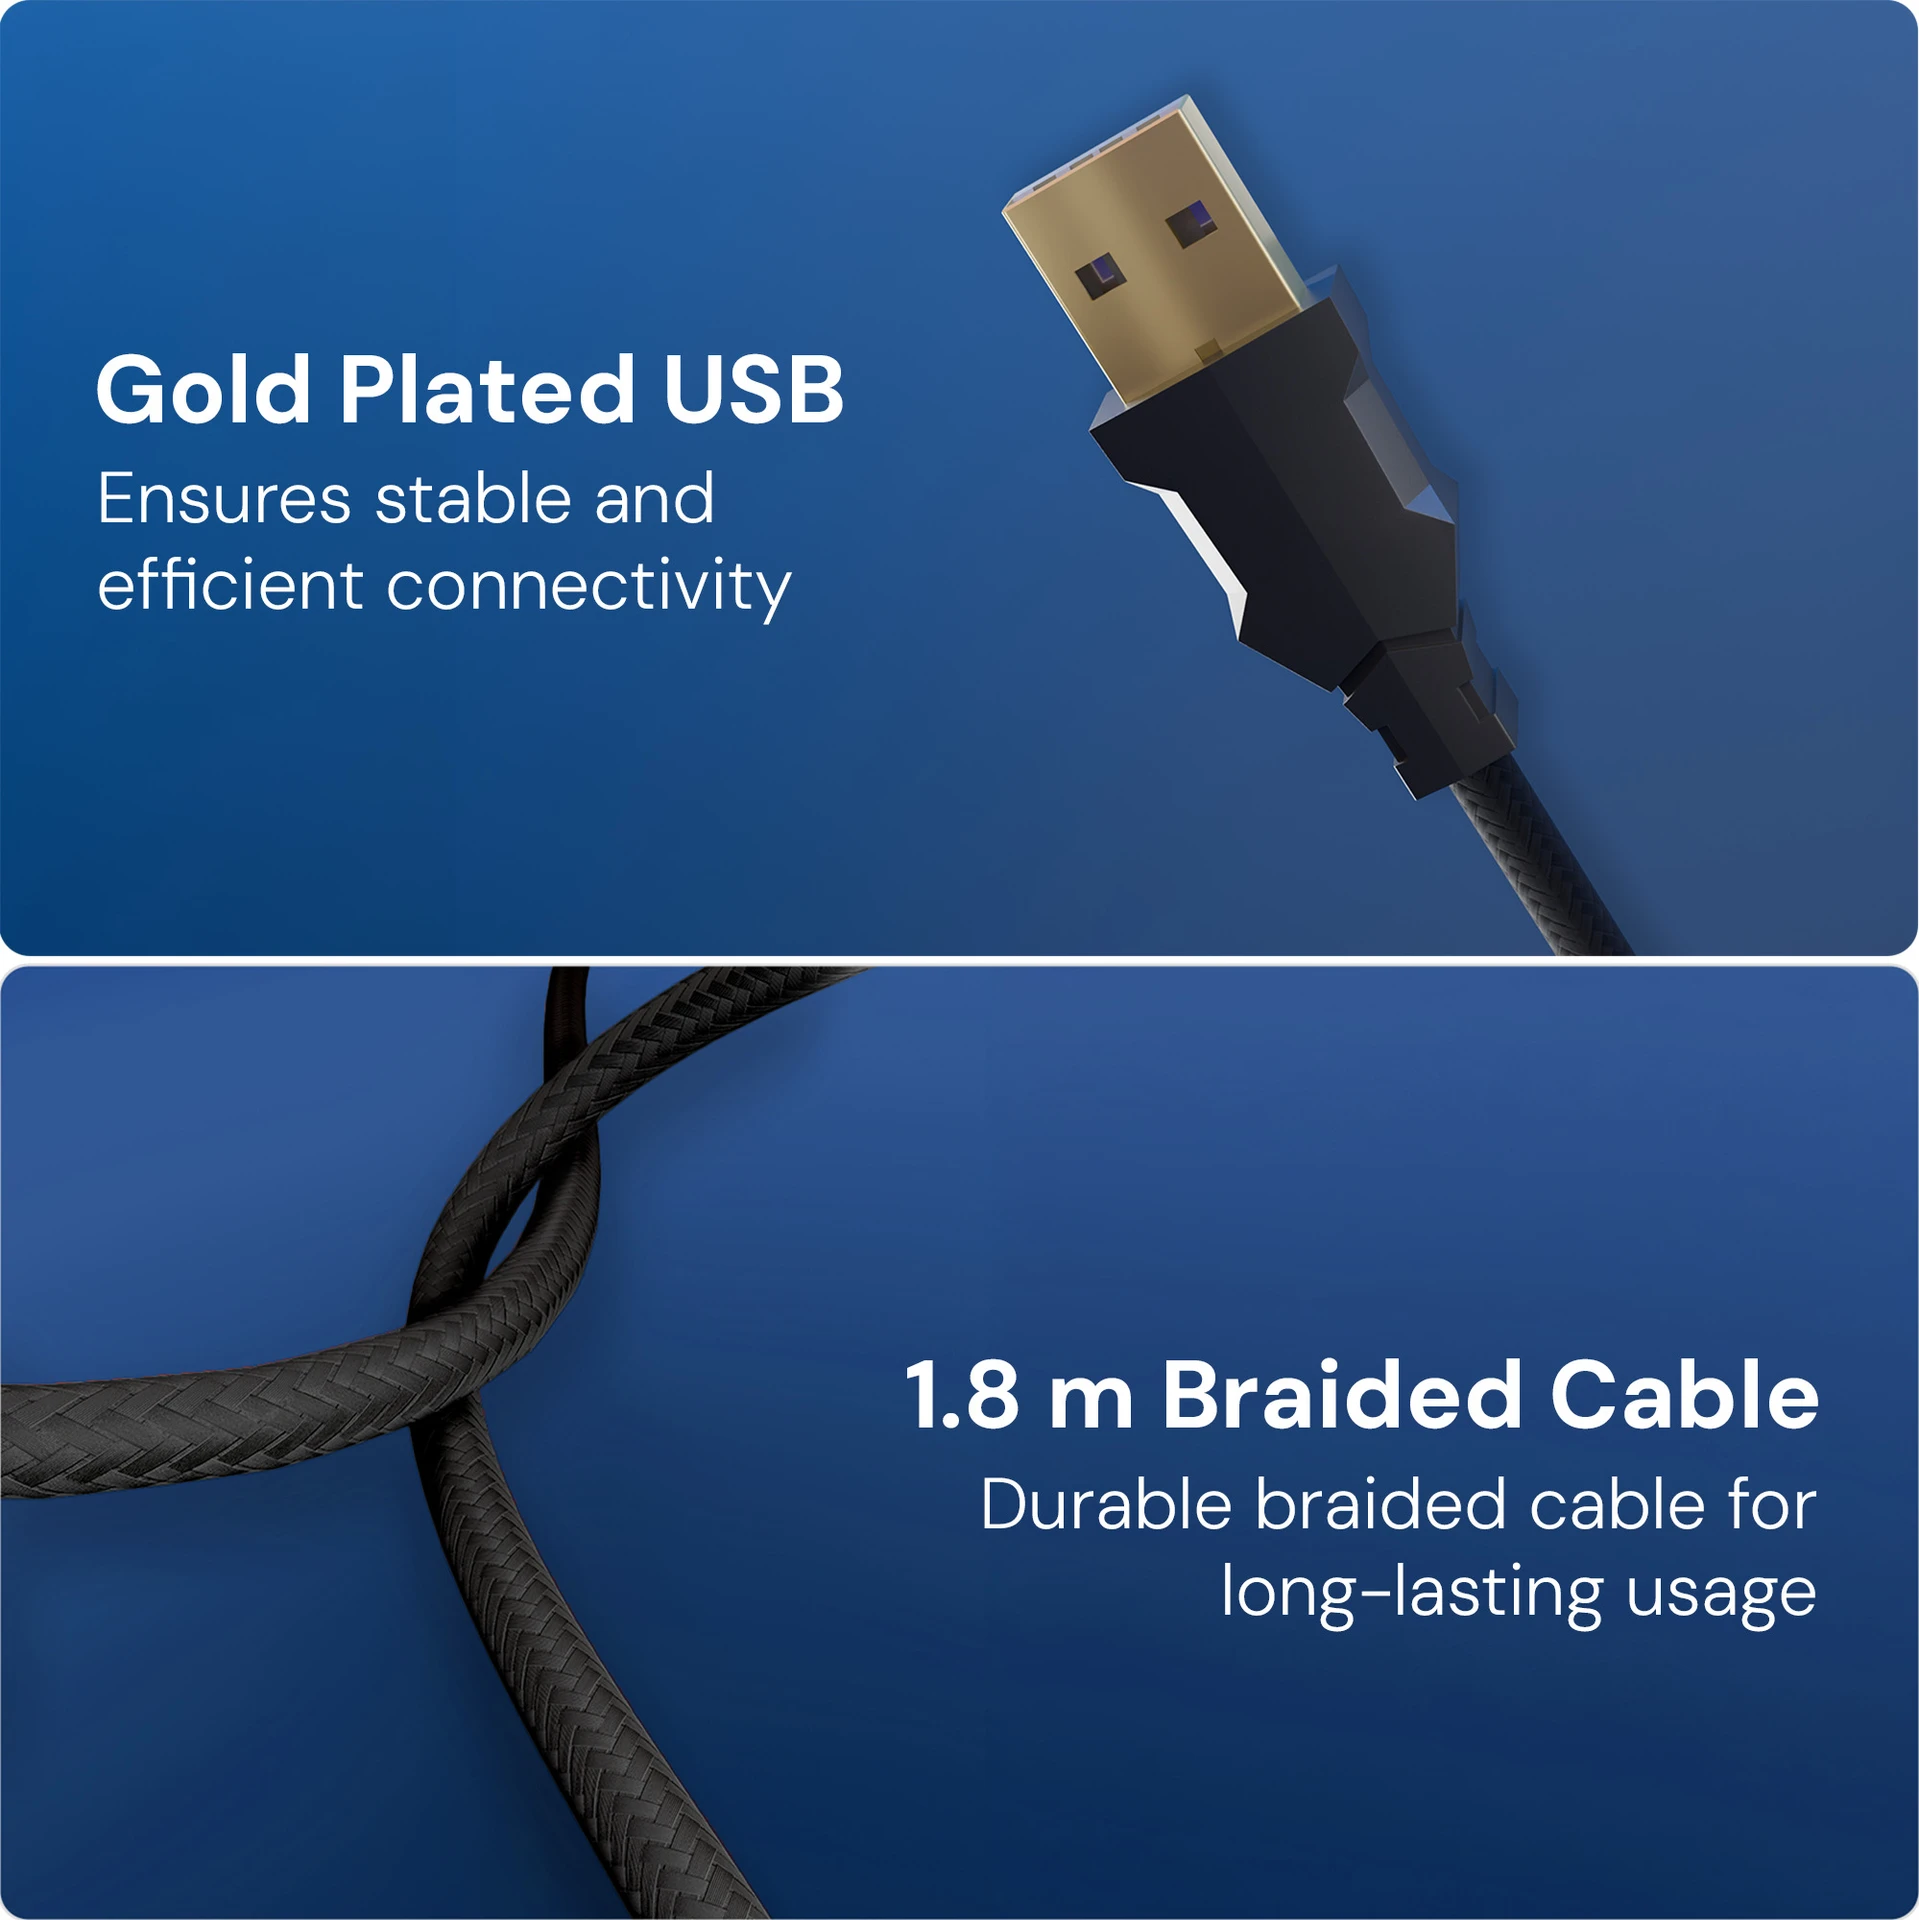 Gold Plated USB
Ensures stable and
efficient connectivity
1.8 m Braided Cable
Durable braided cable for
long-lasting usage